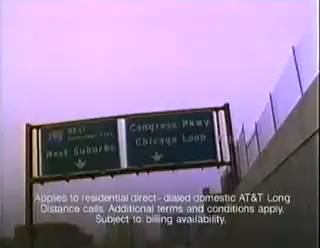 WEST
West Suburbs
Congress Pkwy
Chicago Loop
Applies to residential direct- dialed domestic AT&T Long
Distance calls. Additional terms and conditions apply.
Subject to billing availability.